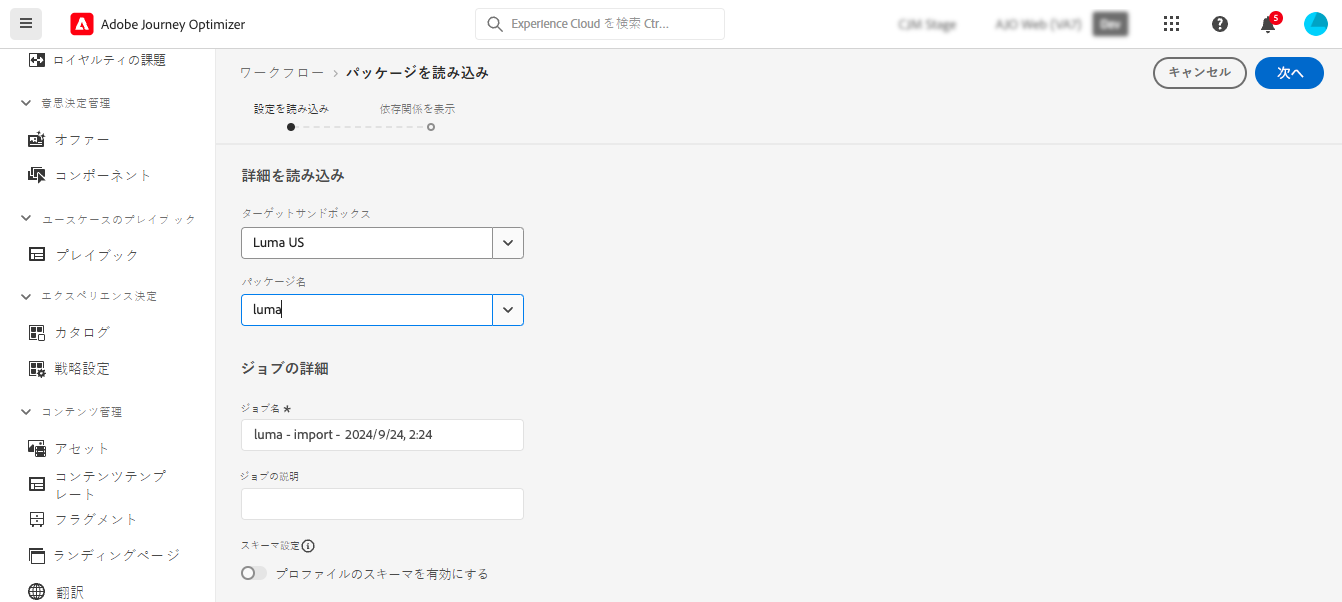 Adobe Journey Optimizer
Experience Cloud を検索 Ctr...
5
ロイヤルティの課題
意思決定管理
オファー
コンポーネント
ユースケースのプレイブック
プレイブック
エクスペリエンス決定
カタログ
戦略設定
コンテンツ管理
アセット
コンテンツテンプ
レート
フラグメント
ランディングページ
翻訳
ワークフロー > パッケージを読み込み
キャンセル
次へ
設定を読み込み
依存関係を表示
詳細を読み込み
ターゲットサンドボックス
Luma US
パッケージ名
luma
ジョブの詳細
ジョブ名 *
luma - import - 2024/9/24, 2:24
ジョブの説明
スキーマ設定
プロファイルのスキーマを有効にする